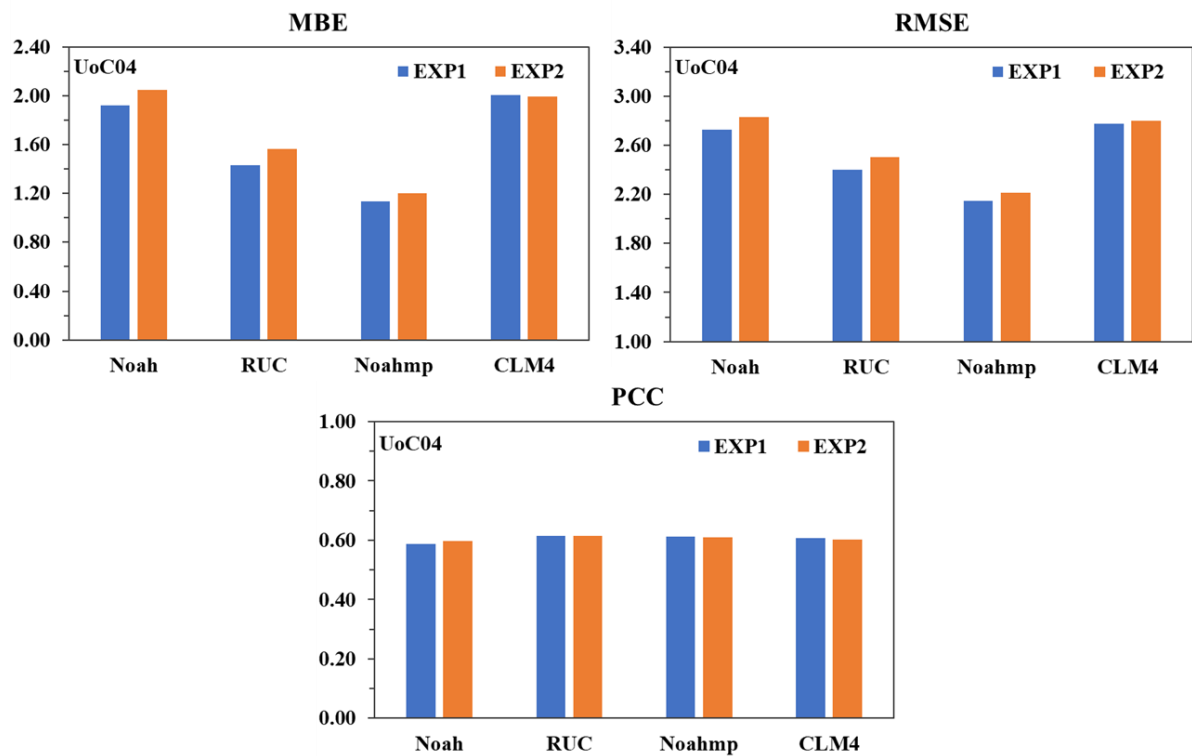 MBE
UoC04
EXP1
EXP2
2.40
2.00
1.60
1.20
0.80
0.40
0.00
Noah
RUC
Noahmp
CLM4
RMSE
UoC04
EXP1
EXP2
3.40
3.00
2.60
2.20
1.80
1.40
1.00
Noah
RUC
Noahmp
CLM4
PCC
UoC04
EXP1
EXP2
1.00
0.80
0.60
0.40
0.20
0.00
Noah
RUC
Noahmp
CLM4